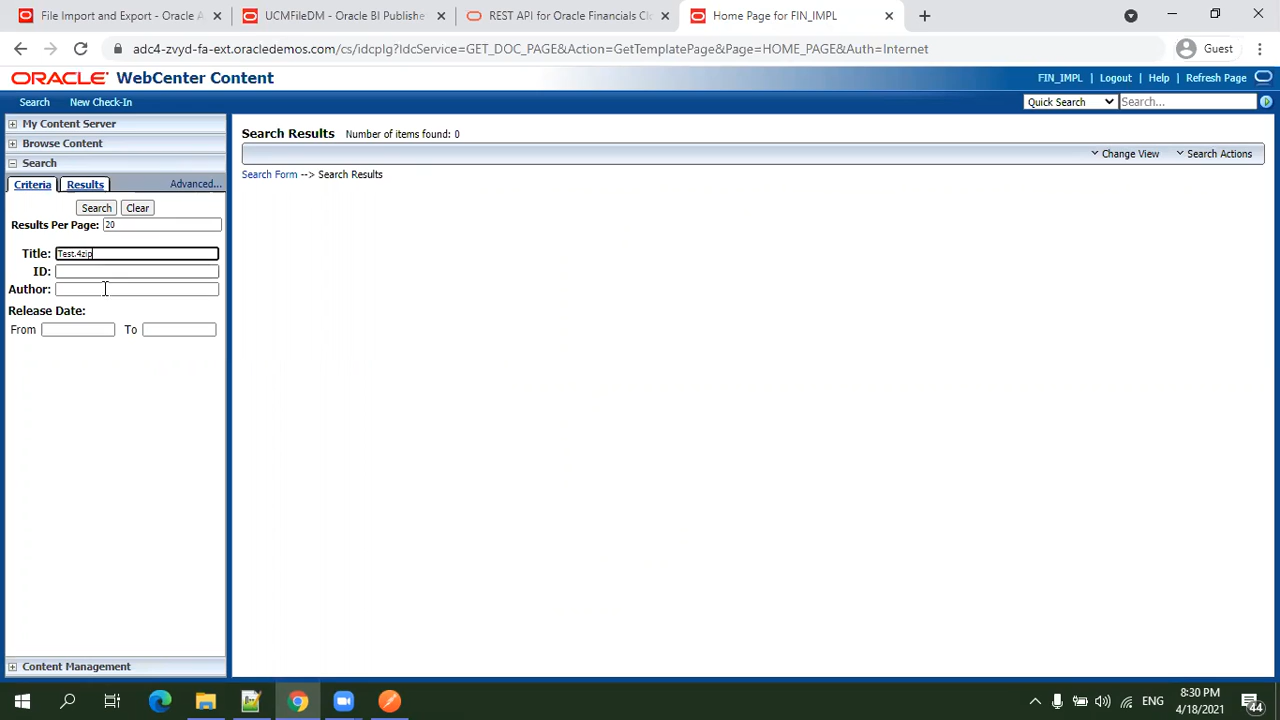 File Import and Export - Oracle A
UCMFileDM - Oracle BI Publishe
REST API for Oracle Financials Cl
Home Page for FIN_IMPL
adc4-zvyd-fa-ext.oracledemos.com/cs/idcplg?IdcService=GET_DOC_PAGE&Action=GetTemplatePage&Page=HOME_PAGE&Auth=Internet
Guest
ORACLE WebCenter Content
FIN_IMPL Logout Help Refresh Page
Search New Check-In
Quick Search Search...
My Content Server
Browse Content
Search
Criteria Results Advanced...
Search Clear
Results Per Page: 20
Title: Test.4zip
ID:
Author:
Release Date:
From To
Content Management
Search Results Number of items found: 0
Change View Search Actions
Search Form --> Search Results
ENG
8:30 PM
4/18/2021
44